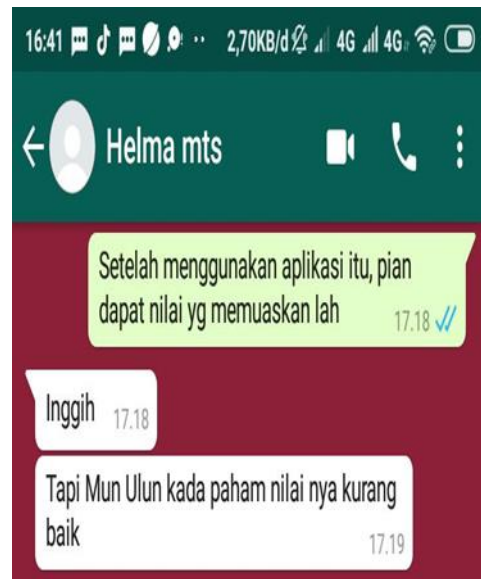 16:41 2,70KB/d 4G 4G
Helma mts
Setelah menggunakan aplikasi itu, pian
dapat nilai yg memuaskan lah 17.18
Inggih 17.18
Tapi Mun Ulun kada paham nilai nya kurang
baik 17.19